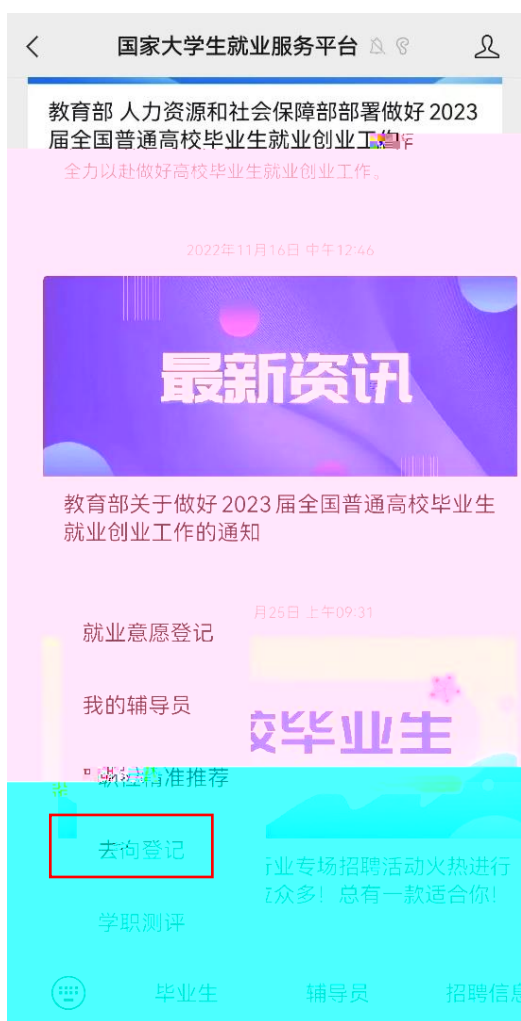 国家大学生就业服务平台
教育部 人力资源和社会保障部部署做好 2023
届全国普通高校毕业生就业创业工作
全力以赴做好高校毕业生就业创业工作。
2022年11月16日 中午12:46
最新资讯
教育部关于做好 2023 届全国普通高校毕业生
就业创业工作的通知
月25日 上午09:31
就业意愿登记
我的辅导员
校毕业生
职位精准推荐
去向登记
行业专场招聘活动火热进行
众多！总有一款适合你！
学职测评
毕业生
辅导员
招聘信息